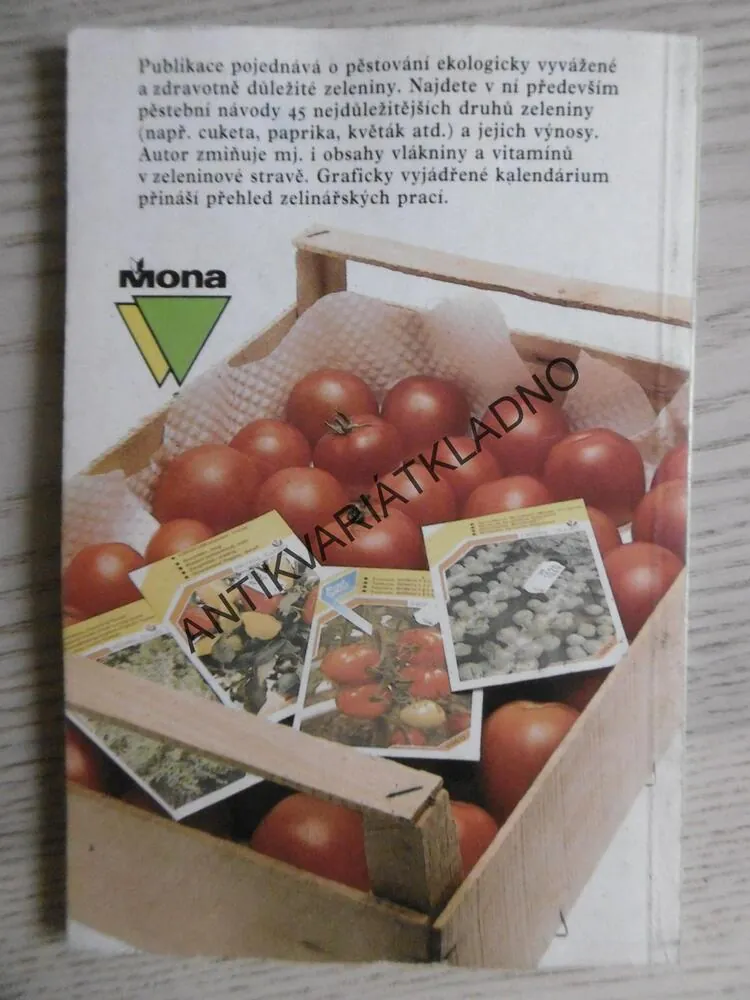 Publikace pojednává o pěstování ekologicky vyvážené
a zdravotně důležité zeleniny. Najdete v ní především
pěstební návody 45 nejdůležitějších druhů zeleniny
(např. cuketa, paprika, květák atd.) a jejich výnosy.
Autor zmiňuje mj. i obsahy vlákniny a vitamínů
v zeleninové stravě. Graficky vyjádřené kalendárium
přináší přehled zelinářských prací.
Mona
ANTIKVARIÁTKLADNO